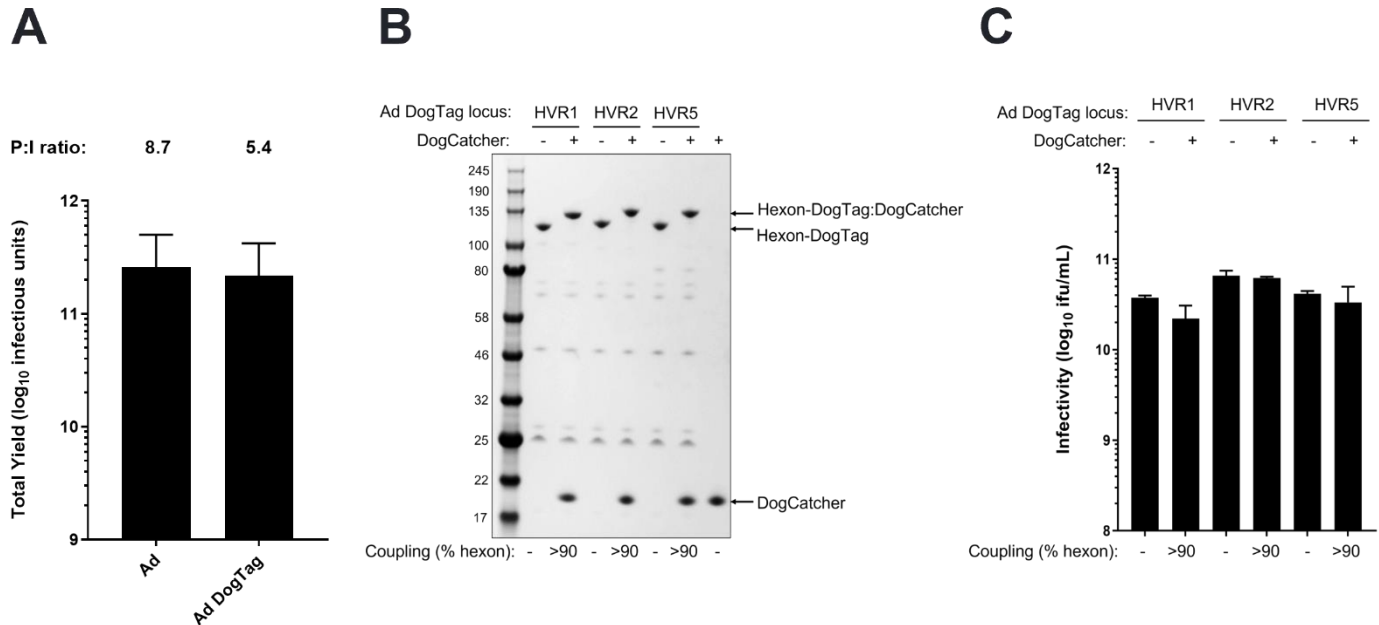 A
P:I ratio: 8.7 5.4
Total Yield (log10 infectious units)
12
11
10
9
Ad
Ad DogTag
B
Ad DogTag locus: HVR1 HVR2 HVR5
DogCatcher: - + - + - + +
245
190
135
100
80
58
46
32
25
22
17
Hexon-DogTag:DogCatcher
Hexon-DogTag
DogCatcher
Coupling (% hexon): - >90 - >90 - >90 -
C
Ad DogTag locus: HVR1 HVR2 HVR5
DogCatcher: - + - + - +
Infectivity (log10 ifu/mL)
12
11
10
9
8
Coupling (% hexon): - >90 - >90 - >90